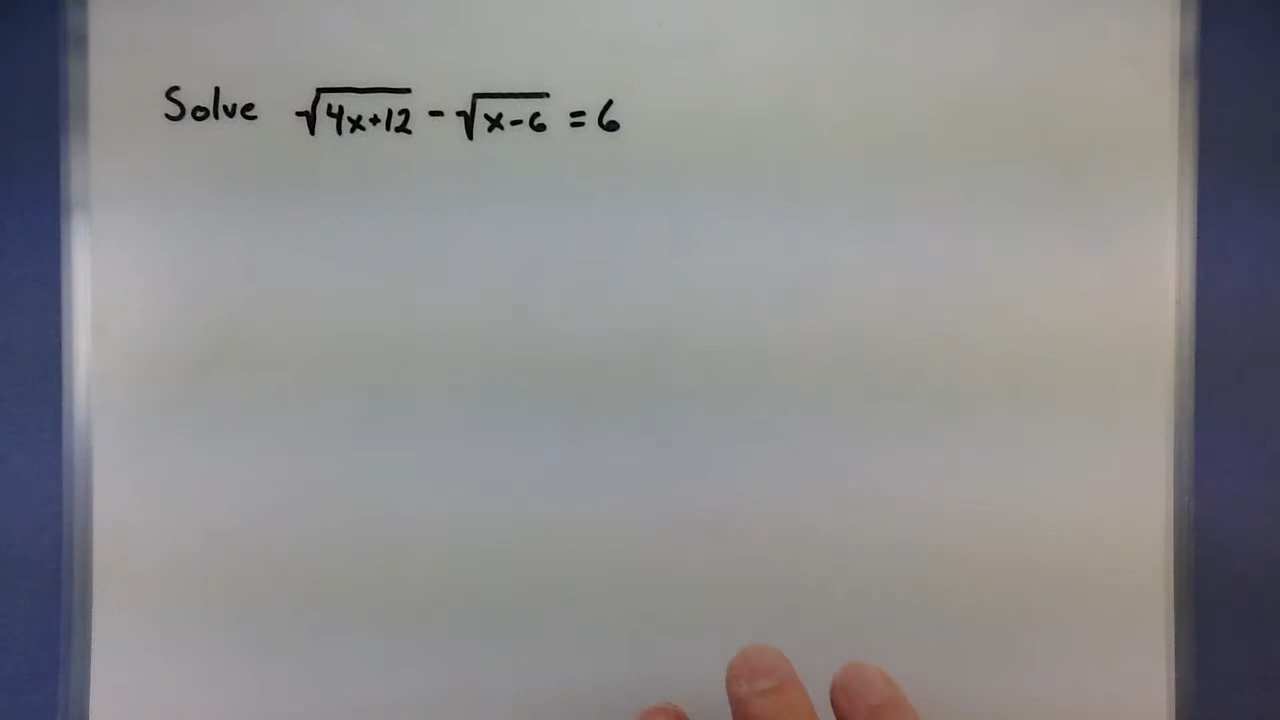 Solve √(4x+12) - √(x-6) = 6